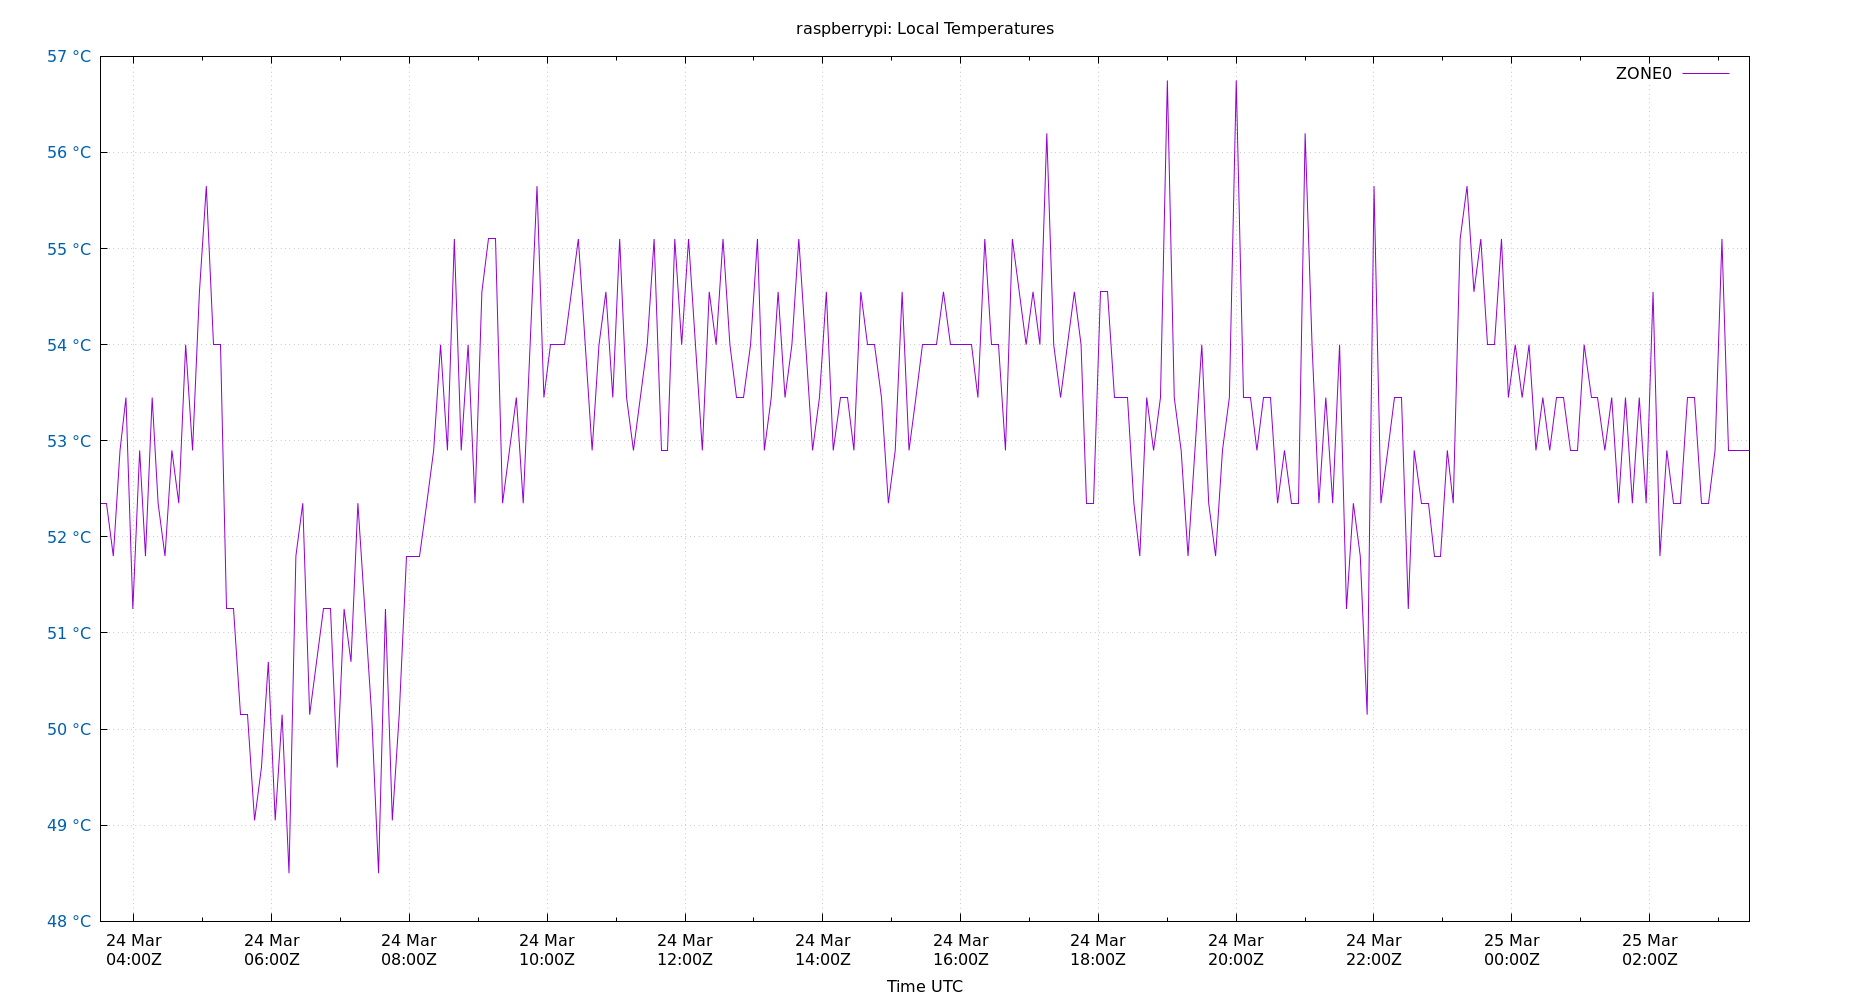 raspberrypi: Local Temperatures
57 °C
ZONE0
56 °C
55 °C
54 °C
53 °C
52 °C
51 °C
50 °C
49 °C
48 °C
24 Mar 24 Mar 24 Mar 24 Mar 24 Mar 24 Mar 24 Mar 24 Mar 24 Mar 24 Mar 25 Mar 25 Mar
04:00Z 06:00Z 08:00Z 10:00Z 12:00Z 14:00Z 16:00Z 18:00Z 20:00Z 22:00Z 00:00Z 02:00Z
Time UTC